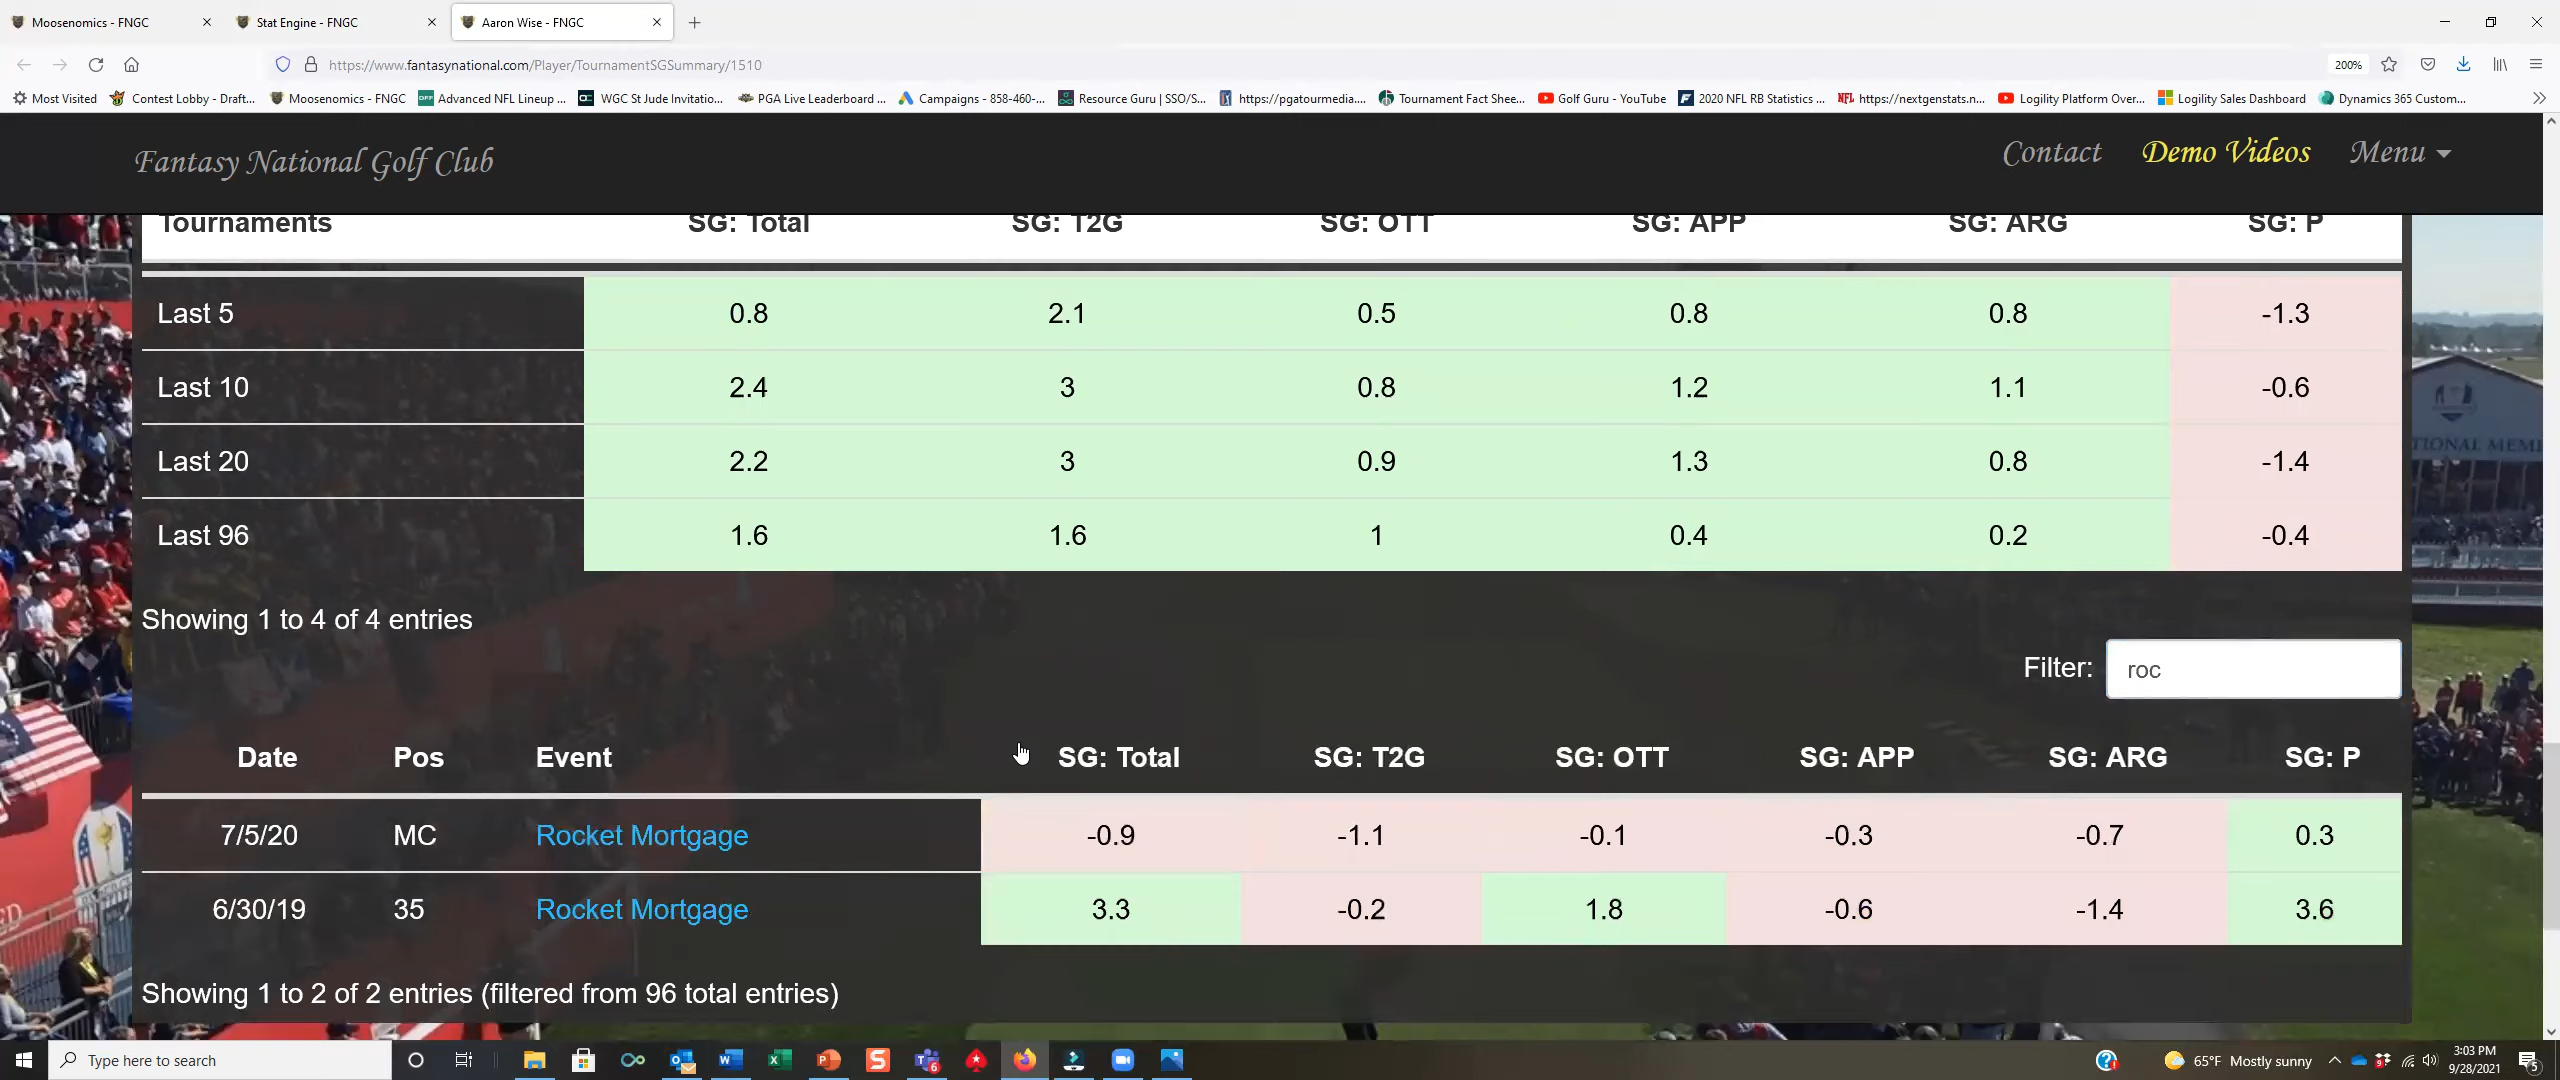 Moosenomics - FNGC
Stat Engine - FNGC
Aaron Wise - FNGC
https://www.fantasynational.com/Player/TournamentSGSummary/1510
200%
Most Visited Contest Lobby - Draft... Moosenomics - FNGC Advanced NFL Lineup ... WGC St Jude Invitatio... PGA Live Leaderboard ... Campaigns - 858-460-... Resource Guru | SSO/S... https://pgatourmedia.... Tournament Fact Shee... Golf Guru - YouTube 2020 NFL RB Statistics ... https://nextgenstats.n... Logility Platform Over... Logility Sales Dashboard Dynamics 365 Custom...
Fantasy National Golf Club Contact Demo Videos Menu
Tournaments SG: Total SG: T2G SG: OTT SG: APP SG: ARG SG: P
Last 5 0.8 2.1 0.5 0.8 0.8 -1.3
Last 10 2.4 3 0.8 1.2 1.1 -0.6
Last 20 2.2 3 0.9 1.3 0.8 -1.4
Last 96 1.6 1.6 1 0.4 0.2 -0.4
Showing 1 to 4 of 4 entries
Filter: roc
Date Pos Event SG: Total SG: T2G SG: OTT SG: APP SG: ARG SG: P
7/5/20 MC Rocket Mortgage -0.9 -1.1 -0.1 -0.3 -0.7 0.3
6/30/19 35 Rocket Mortgage 3.3 -0.2 1.8 -0.6 -1.4 3.6
Showing 1 to 2 of 2 entries (filtered from 96 total entries)
Type here to search
65°F Mostly sunny
3:03 PM
9/28/2021